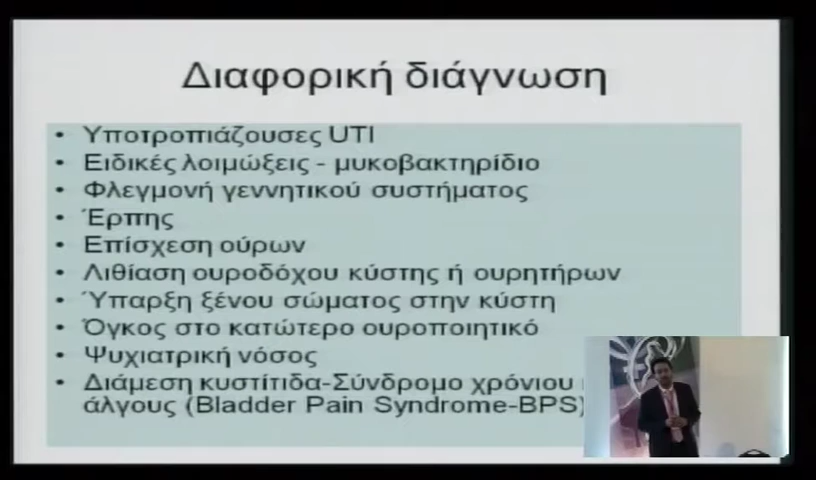 Διαφορική διάγνωση
• Υποτροπιάζουσες UTI
• Ειδικές λοιμώξεις - μυκοβακτηρίδιο
• Φλεγμονή γεννητικού συστήματος
• Έρπης
• Επίσχεση ούρων
• Λιθίαση ουροδόχου κύστης ή ουρητήρων
• Ύπαρξη ξένου σώματος στην κύστη
• Όγκος στο κατώτερο ουροποιητικό
• Ψυχιατρική νόσος
• Διάμεση κυστίτιδα-Σύνδρομο χρόνιου
άλγους (Bladder Pain Syndrome-BPS)